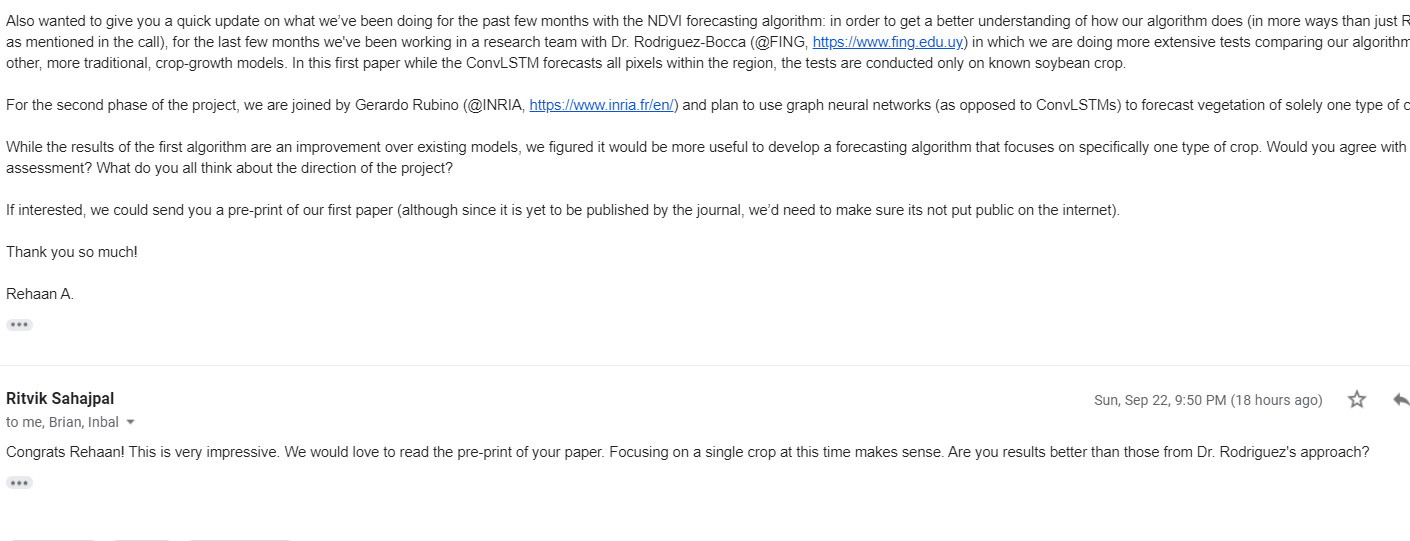 Also wanted to give you a quick update on what we've been doing for the past few months with the NDVI forecasting algorithm: in order to get a better understanding of how our algorithm does (in more ways than just R
as mentioned in the call), for the last few months we've been working in a research team with Dr. Rodriguez-Bocca (@FING, https://www.fing.edu.uy) in which we are doing more extensive tests comparing our algorithm
other, more traditional, crop-growth models. In this first paper while the ConvLSTM forecasts all pixels within the region, the tests are conducted only on known soybean crop.
For the second phase of the project, we are joined by Gerardo Rubino (@INRIA, https://www.inria.fr/en/) and plan to use graph neural networks (as opposed to ConvLSTMs) to forecast vegetation of solely one type of c
While the results of the first algorithm are an improvement over existing models, we figured it would be more useful to develop a forecasting algorithm that focuses on specifically one type of crop. Would you agree with
assessment? What do you all think about the direction of the project?
If interested, we could send you a pre-print of our first paper (although since it is yet to be published by the journal, we'd need to make sure its not put public on the internet).
Thank you so much!
Rehaan A.
Ritvik Sahajpal
Sun, Sep 22, 9:50 PM (18 hours ago)
to me, Brian, Inbal
Congrats Rehaan! This is very impressive. We would love to read the pre-print of your paper. Focusing on a single crop at this time makes sense. Are you results better than those from Dr. Rodriguez's approach?